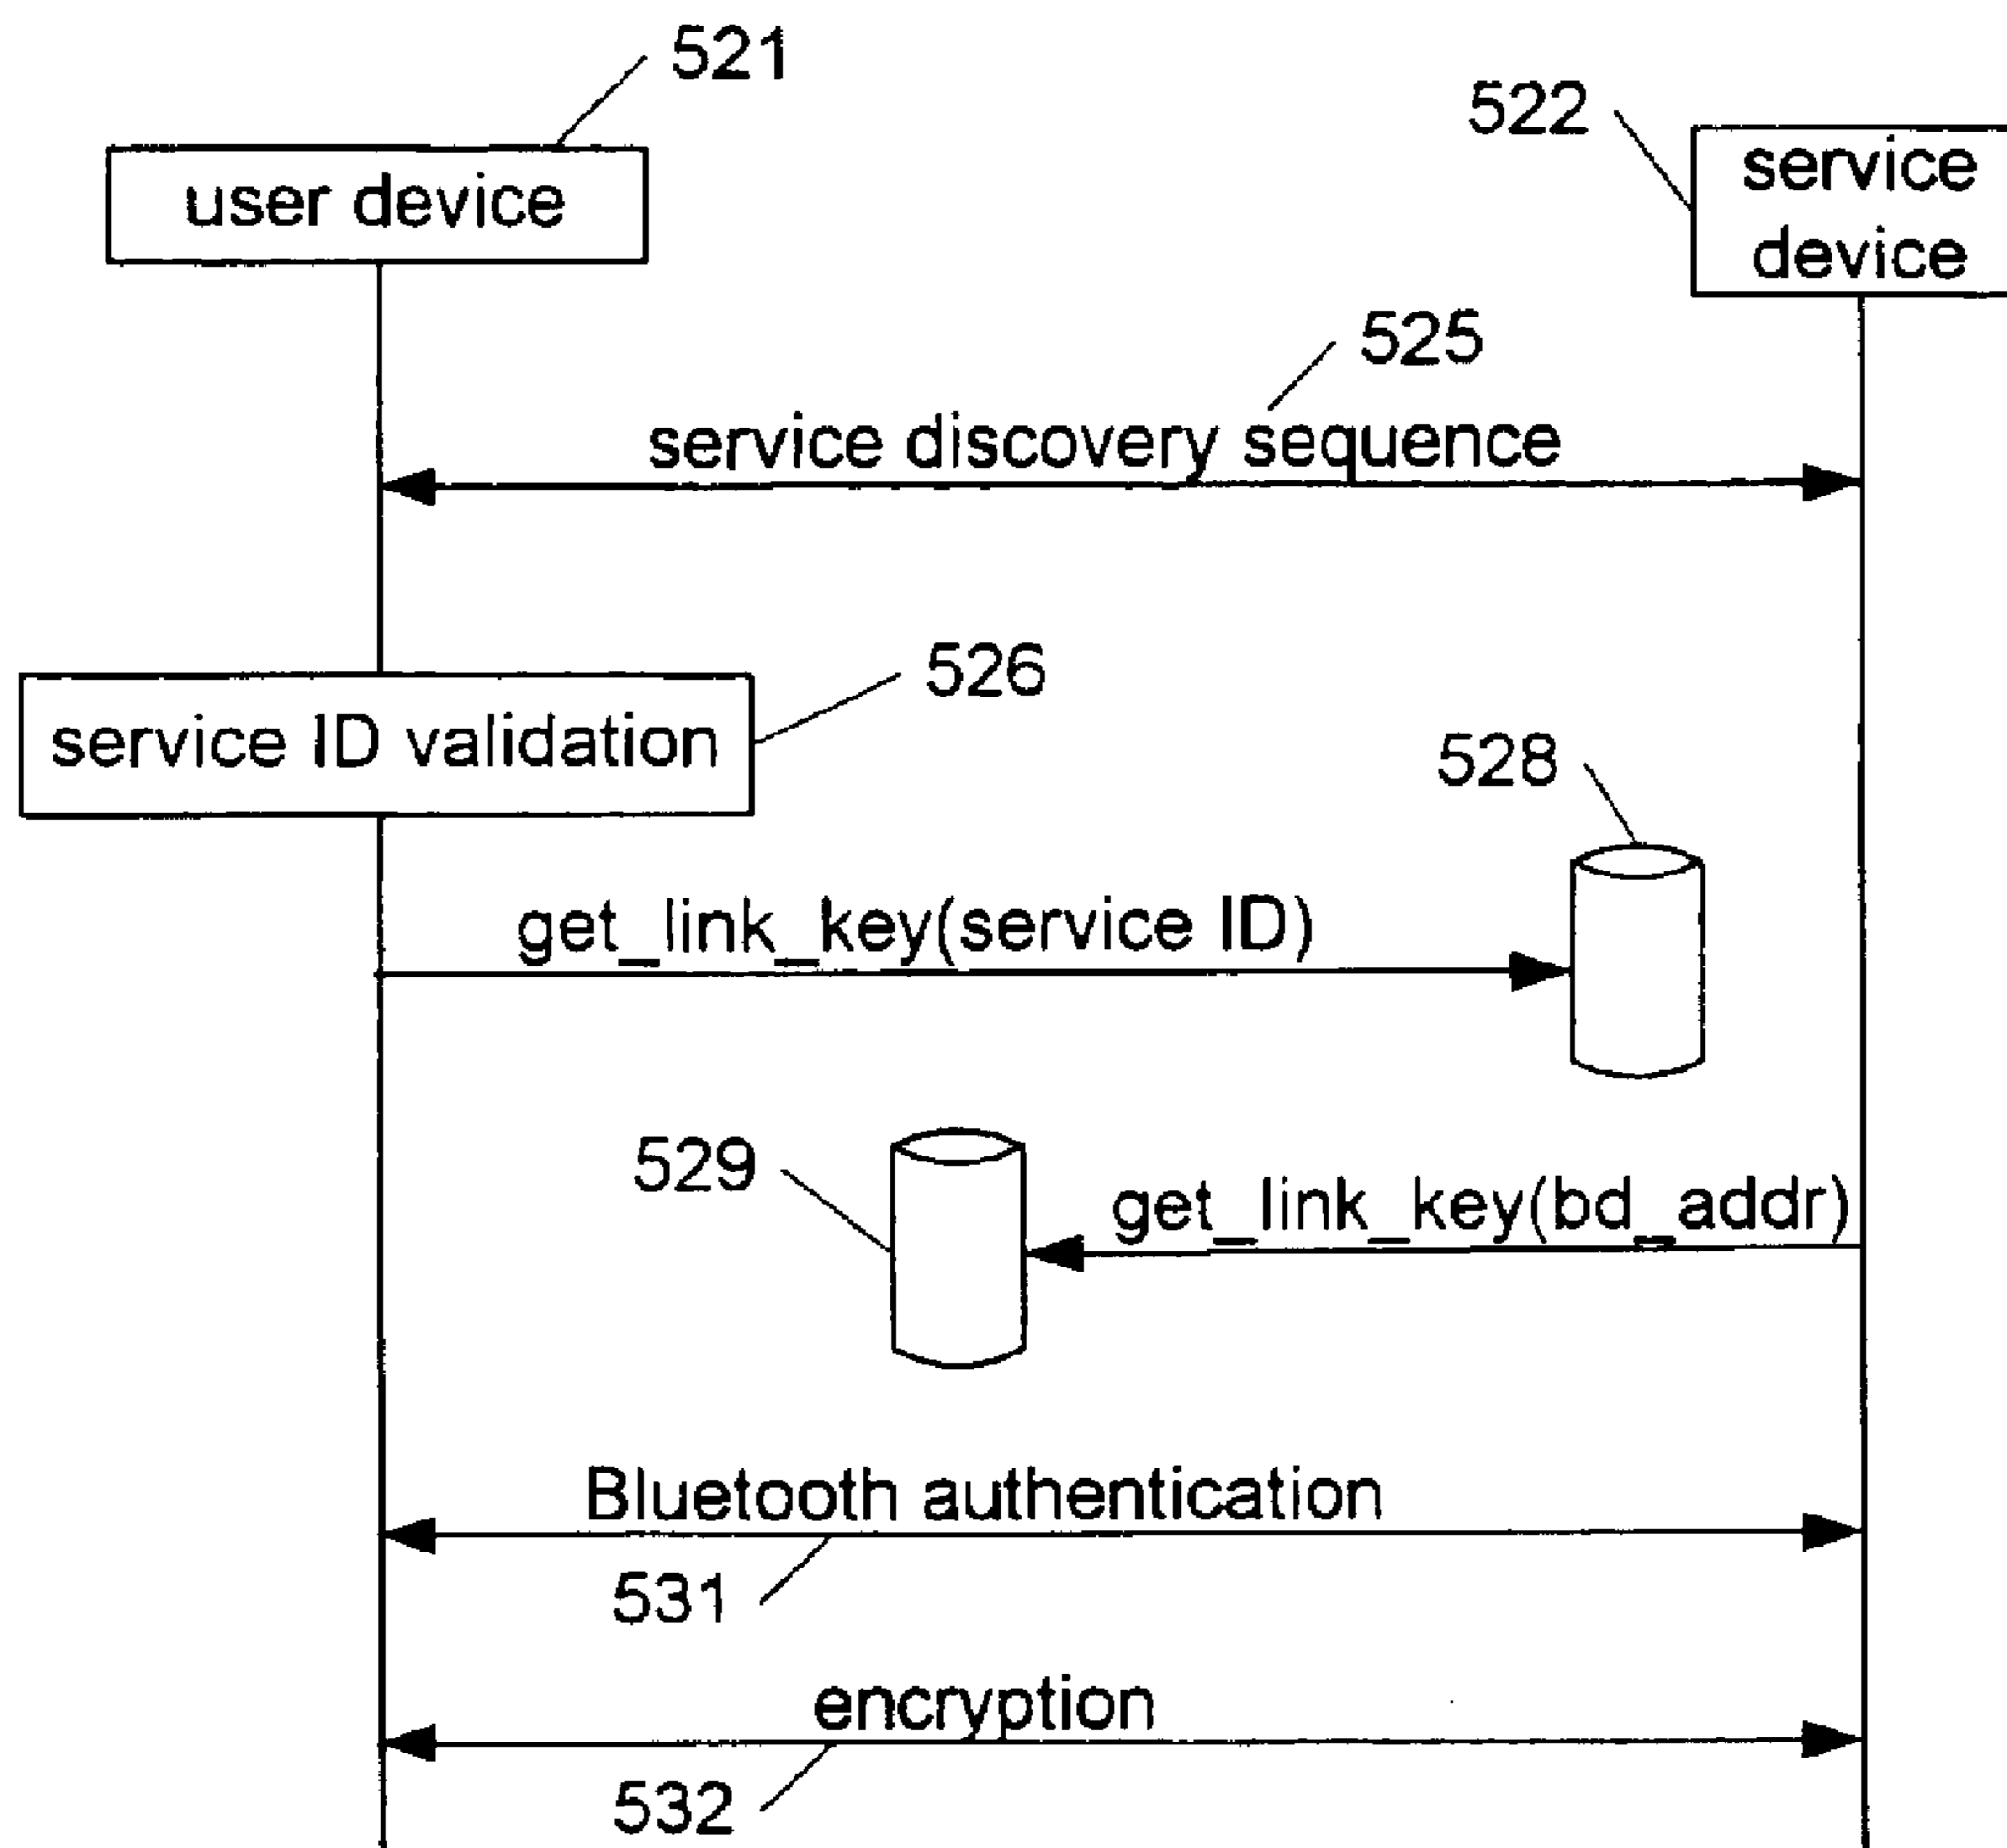 521
522
user device
service
device
525
service discovery sequence
526
service ID validation
528
get_link_key(service ID)
529
get_link_key(bd_addr)
Bluetooth authentication
531
encryption
532